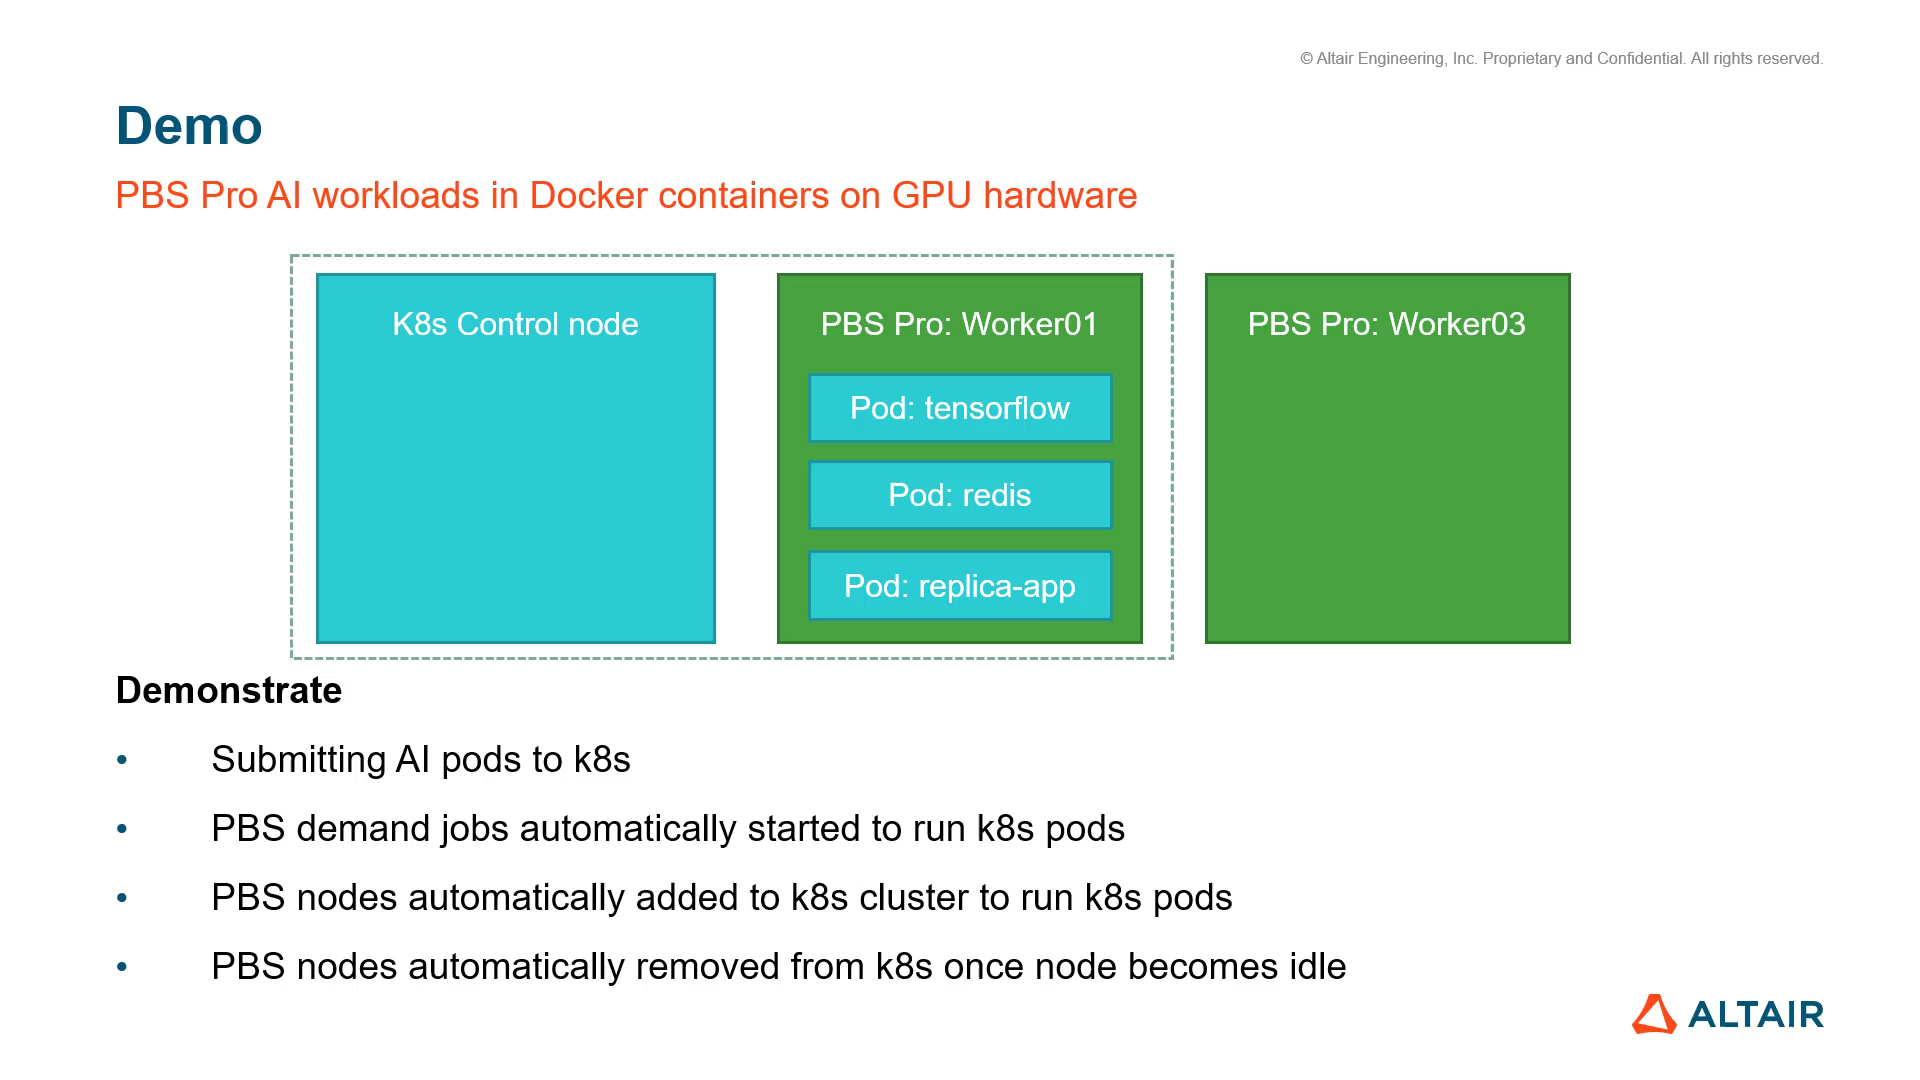 © Altair Engineering, Inc. Proprietary and Confidential. All rights reserved.
Demo
PBS Pro AI workloads in Docker containers on GPU hardware
K8s Control node
PBS Pro: Worker01
Pod: tensorflow
Pod: redis
Pod: replica-app
PBS Pro: Worker03
Demonstrate
• Submitting AI pods to k8s
• PBS demand jobs automatically started to run k8s pods
• PBS nodes automatically added to k8s cluster to run k8s pods
• PBS nodes automatically removed from k8s once node becomes idle
ALTAIR